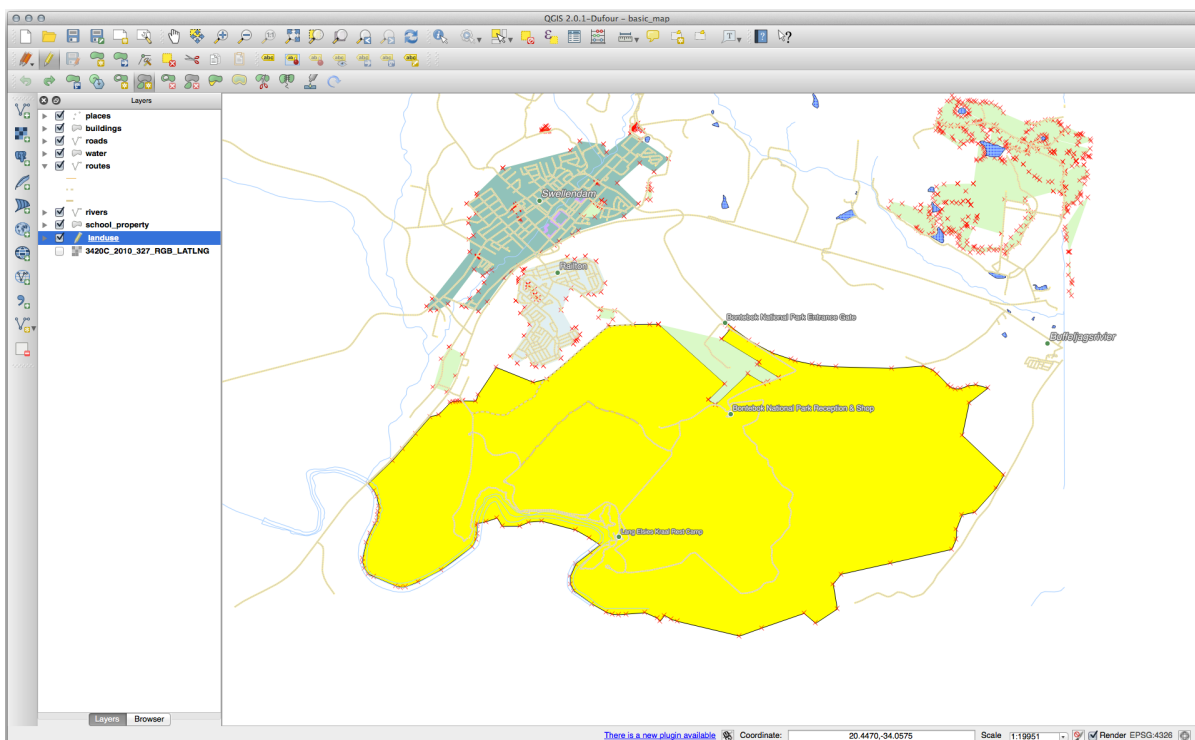 QGIS 2.0.1-Dufour - basic_map
Layers
places
buildings
roads
water
routes
rivers
school_property
landuse
3420C_2010_327_RGB_LATLNG
Swellendam
Railton
Bontebok National Park Entrance Gate
Buffeljagsrivier
Bontebok National Park Reception & Shop
Lang Elsies Kraal Rest Camp
Layers
Browser
There is a new plugin available
Coordinate:
20.4470,-34.0575
Scale
1:19951
Render
EPSG:4326